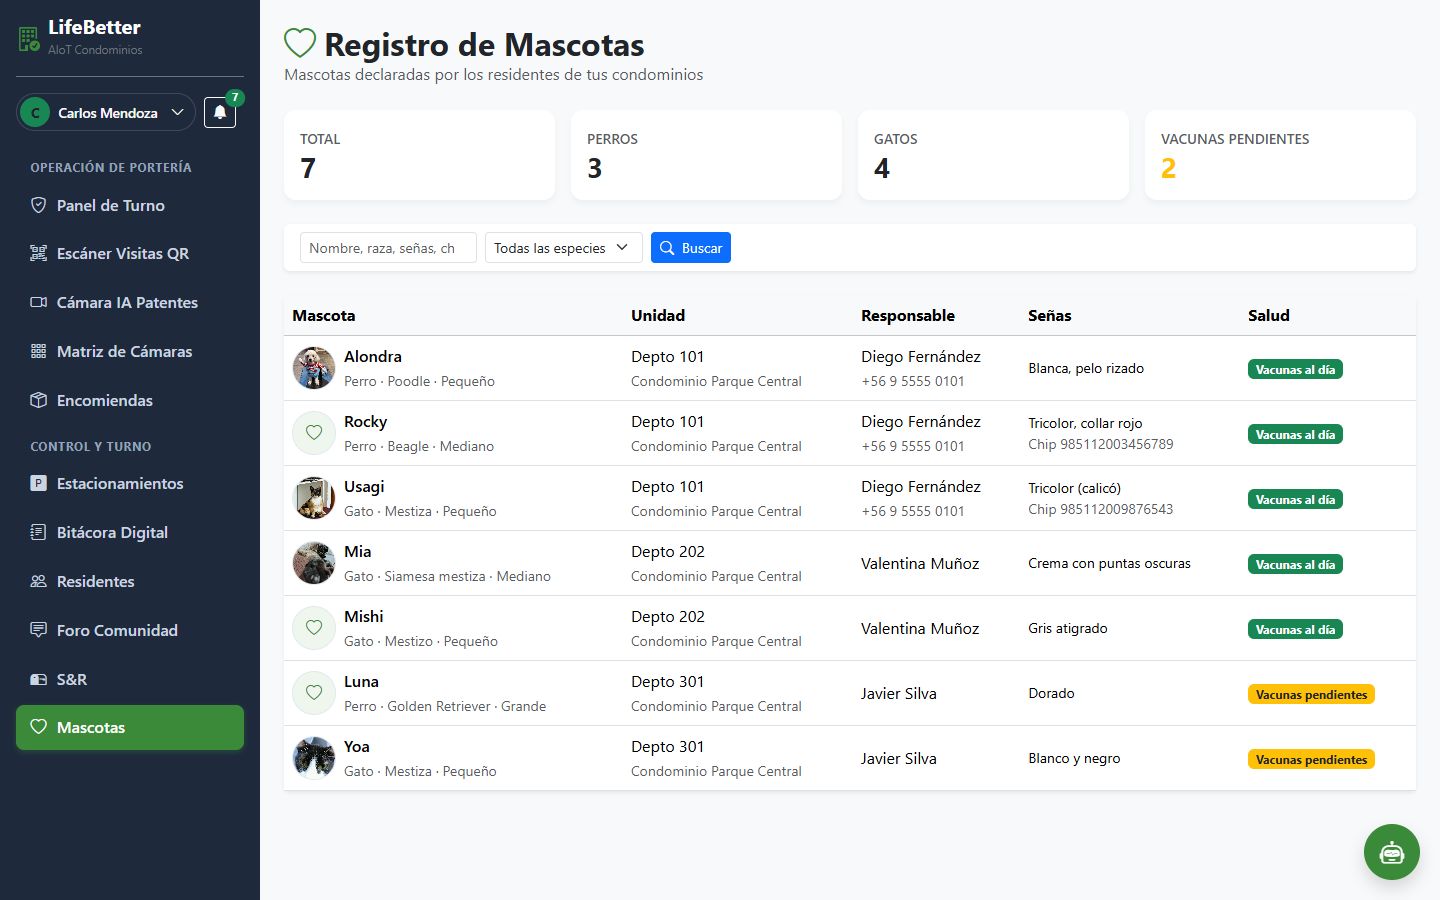 LifeBetter
AIoT Condominios
C
Carlos Mendoza
7
OPERACIÓN DE PORTERÍA
Panel de Turno
Escáner Visitas QR
Cámara IA Patentes
Matriz de Cámaras
Encomiendas
CONTROL Y TURNO
P Estacionamientos
Bitácora Digital
Residentes
Foro Comunidad
S&R
Mascotas
Registro de Mascotas
Mascotas declaradas por los residentes de tus condominios
TOTAL
7
PERROS
3
GATOS
4
VACUNAS PENDIENTES
2
Nombre, raza, señas, ch
Todas las especies
Buscar
Mascota Unidad Responsable Señas Salud
Alondra Depto 101 Diego Fernández Blanca, pelo rizado Vacunas al día
Perro · Poodle · Pequeño Condominio Parque Central +56 9 5555 0101
Rocky Depto 101 Diego Fernández Tricolor, collar rojo Vacunas al día
Perro · Beagle · Mediano Condominio Parque Central +56 9 5555 0101 Chip 985112003456789
Usagi Depto 101 Diego Fernández Tricolor (calicó) Vacunas al día
Gato · Mestiza · Pequeño Condominio Parque Central +56 9 5555 0101 Chip 985112009876543
Mia Depto 202 Valentina Muñoz Crema con puntas oscuras Vacunas al día
Gato · Siamesa mestiza · Mediano Condominio Parque Central
Mishi Depto 202 Valentina Muñoz Gris atigrado Vacunas al día
Gato · Mestizo · Pequeño Condominio Parque Central
Luna Depto 301 Javier Silva Dorado Vacunas pendientes
Perro · Golden Retriever · Grande Condominio Parque Central
Yoa Depto 301 Javier Silva Blanco y negro Vacunas pendientes
Gato · Mestiza · Pequeño Condominio Parque Central